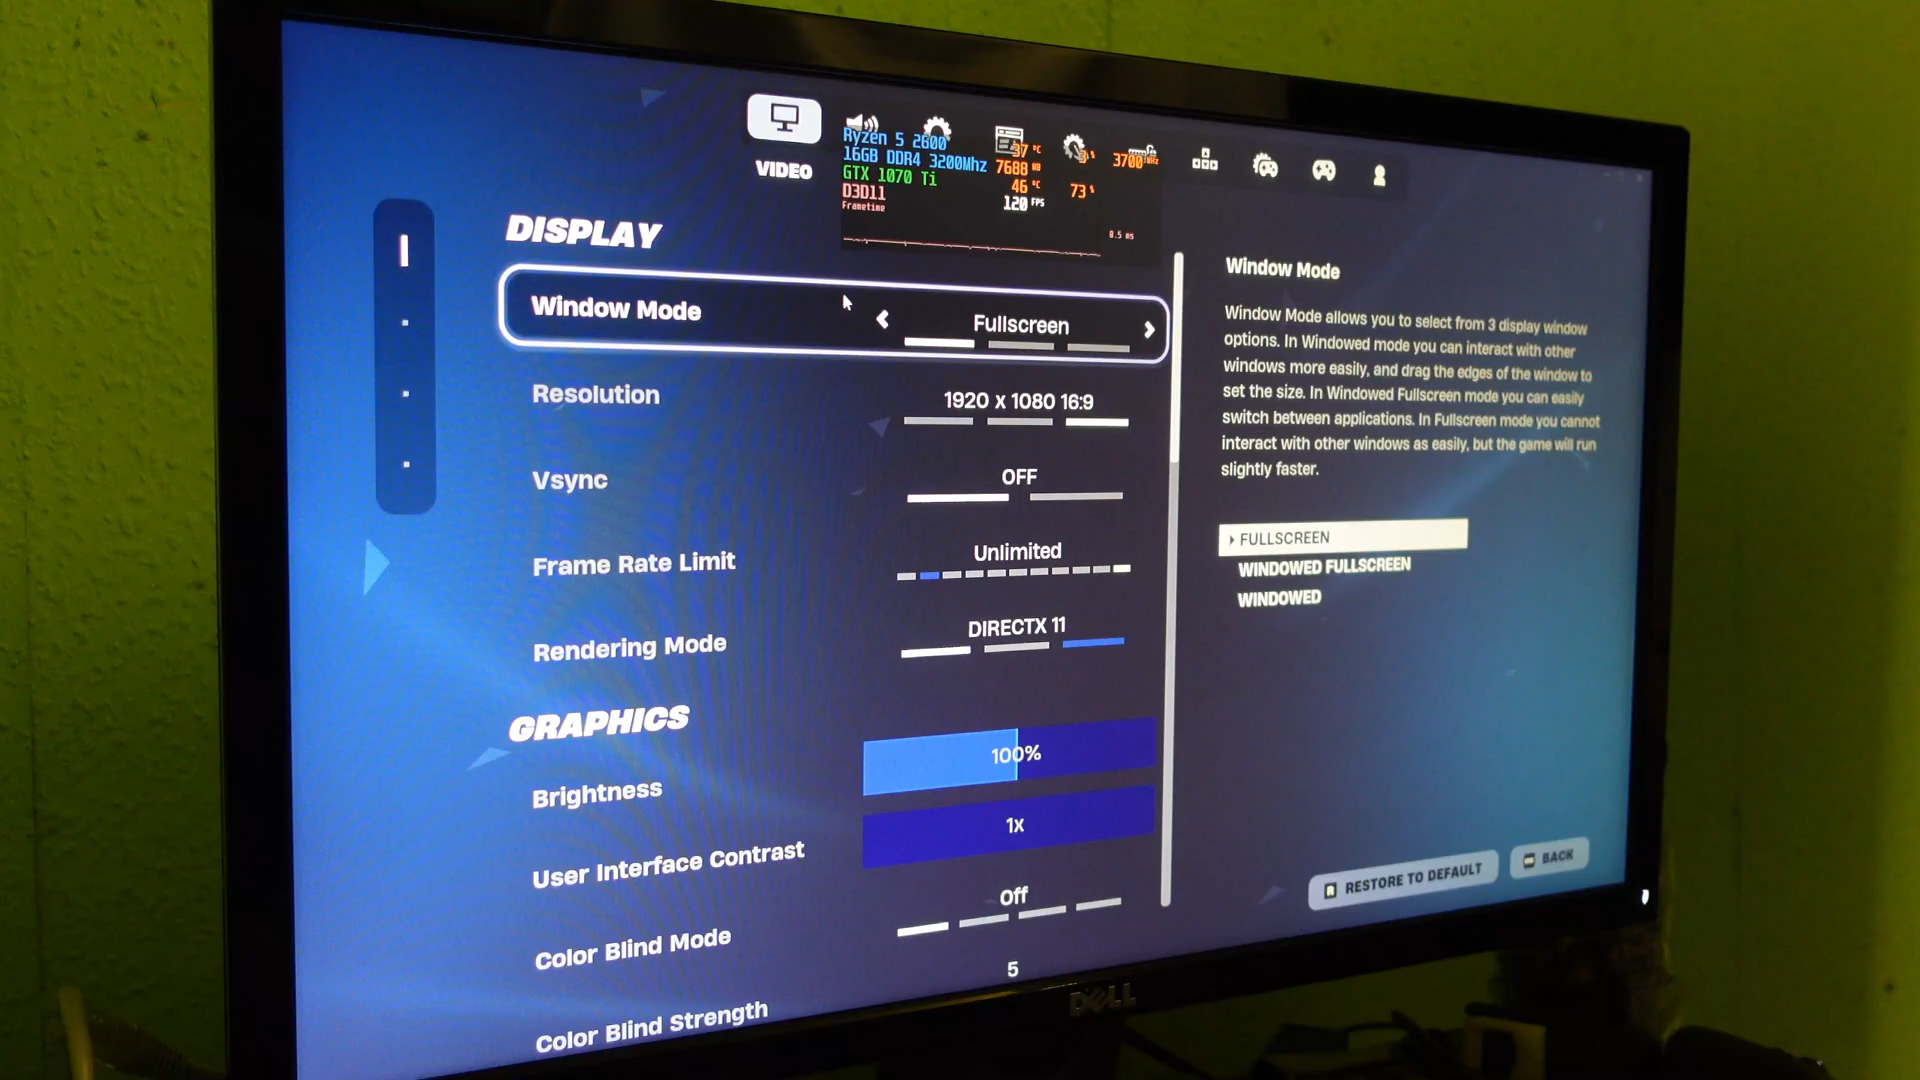 VIDEO
Ryzen 5 2600 37 °C 3 % 3700 MHz
16GB DDR4 3200Mhz 7688 MB
GTX 1070 Ti 46 °C 73 %
D3D11 120 FPS
Frametime
8.5 ms
DISPLAY
Window Mode
Fullscreen
Resolution
1920 x 1080 16:9
Vsync
OFF
Frame Rate Limit
Unlimited
Rendering Mode
DIRECTX 11
GRAPHICS
Brightness
100%
User Interface Contrast
1x
Color Blind Mode
Off
Color Blind Strength
5
Window Mode
Window Mode allows you to select from 3 display window
options. In Windowed mode you can interact with other
windows more easily, and drag the edges of the window to
set the size. In Windowed Fullscreen mode you can easily
switch between applications. In Fullscreen mode you cannot
interact with other windows as easily, but the game will run
slightly faster.
FULLSCREEN
WINDOWED FULLSCREEN
WINDOWED
RESTORE TO DEFAULT
BACK
DELL